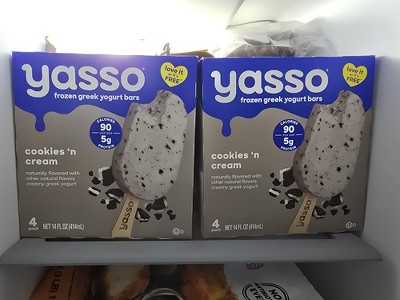 yasso
frozen greek yogurt bars
love it
FREE
CALORIES
90
5g
PROTEIN
cookies 'n
cream
naturally flavored with
other natural flavors
creamy greek yogurt
yasso
4
pack
NET 14 FL OZ (414mL)
yasso
frozen greek yogurt bars
love it
FREE
CALORIES
90
5g
PROTEIN
cookies 'n
cream
naturally flavored with
other natural flavors
creamy greek yogurt
yasso
4
pack
NET 14 FL OZ (414mL)
NO